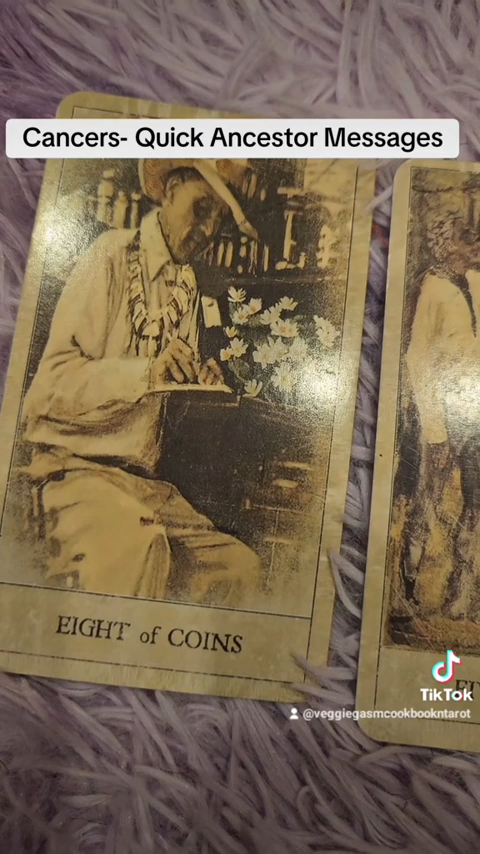 Cancers- Quick Ancestor Messages
EIGHT of COINS
TikTok
@veggiegasmcookbookntarot